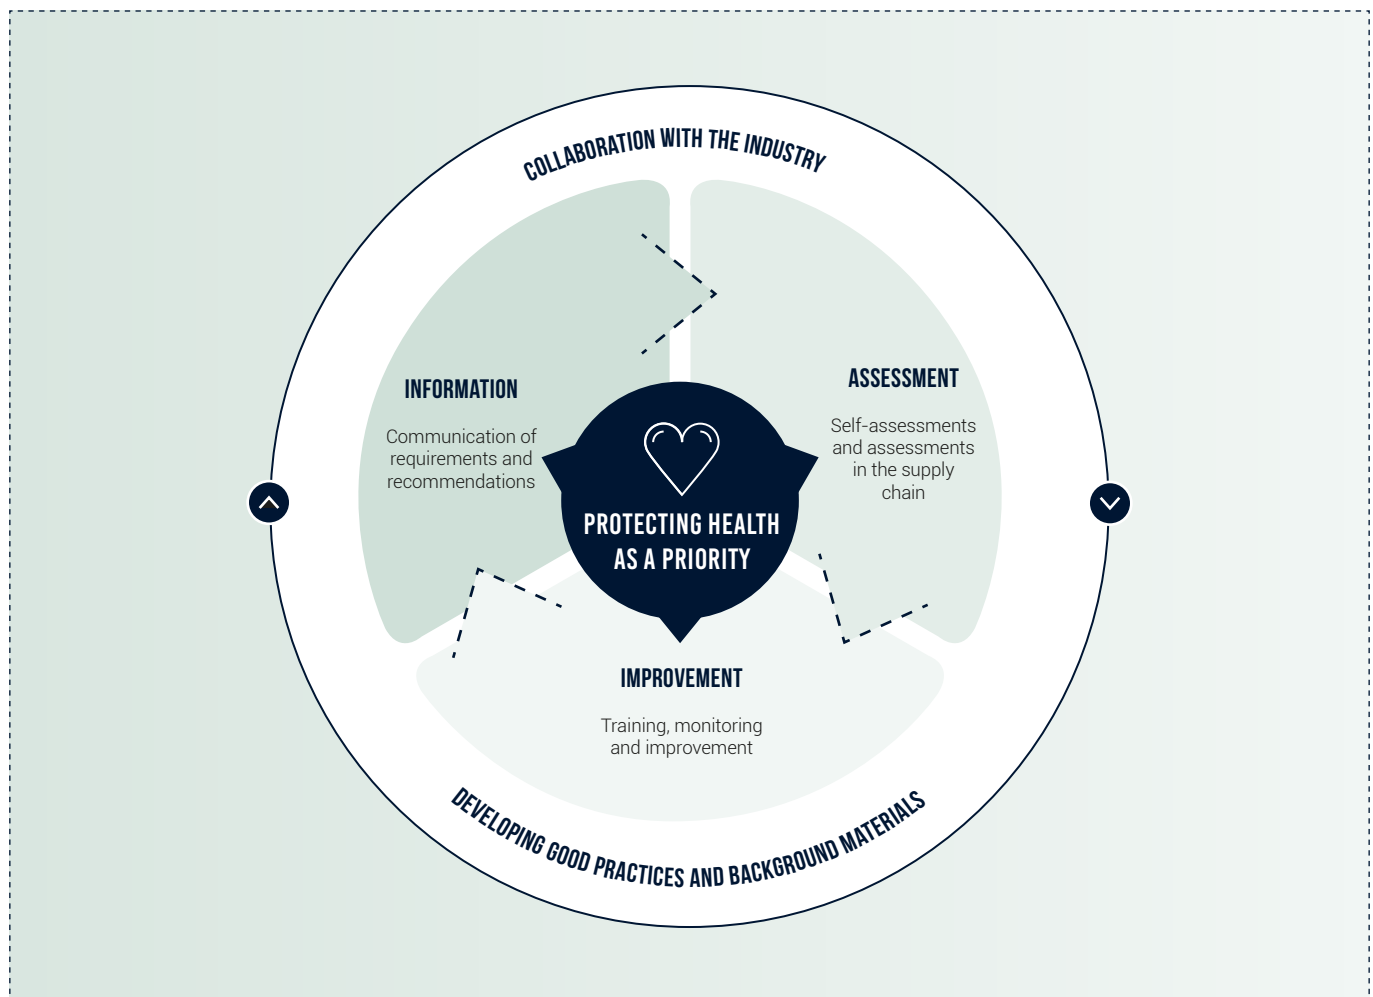 COLLABORATION WITH THE INDUSTRY
INFORMATION
Communication of
requirements and
recommendations
ASSESSMENT
Self-assessments
and assessments
in the supply
chain
PROTECTING HEALTH
AS A PRIORITY
IMPROVEMENT
Training, monitoring
and improvement
DEVELOPING GOOD PRACTICES AND BACKGROUND MATERIALS